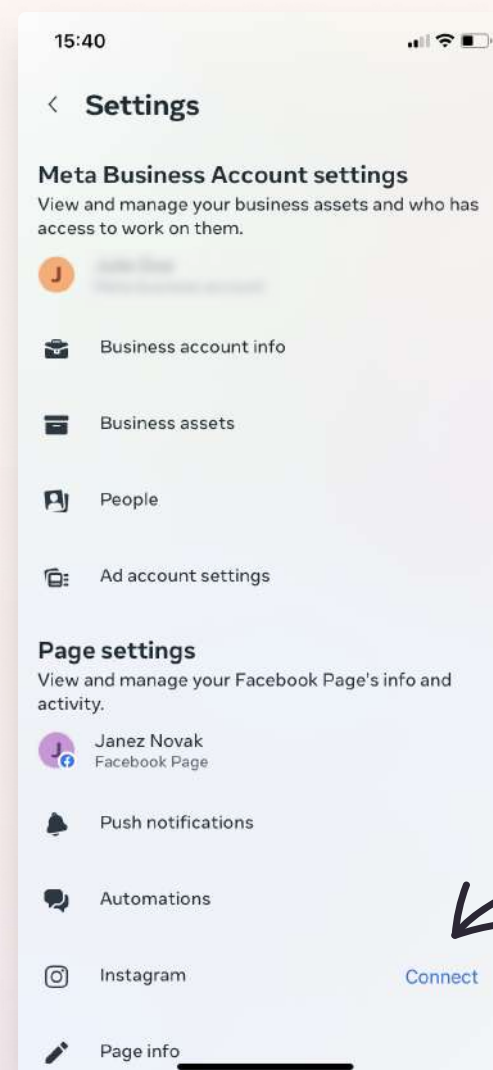 15:40
Settings
Meta Business Account settings
View and manage your business assets and who has
access to work on them.
J
Business account info
Business assets
People
Ad account settings
Page settings
View and manage your Facebook Page's info and
activity.
J
Janez Novak
Facebook Page
Push notifications
Automations
Instagram
Connect
Page info